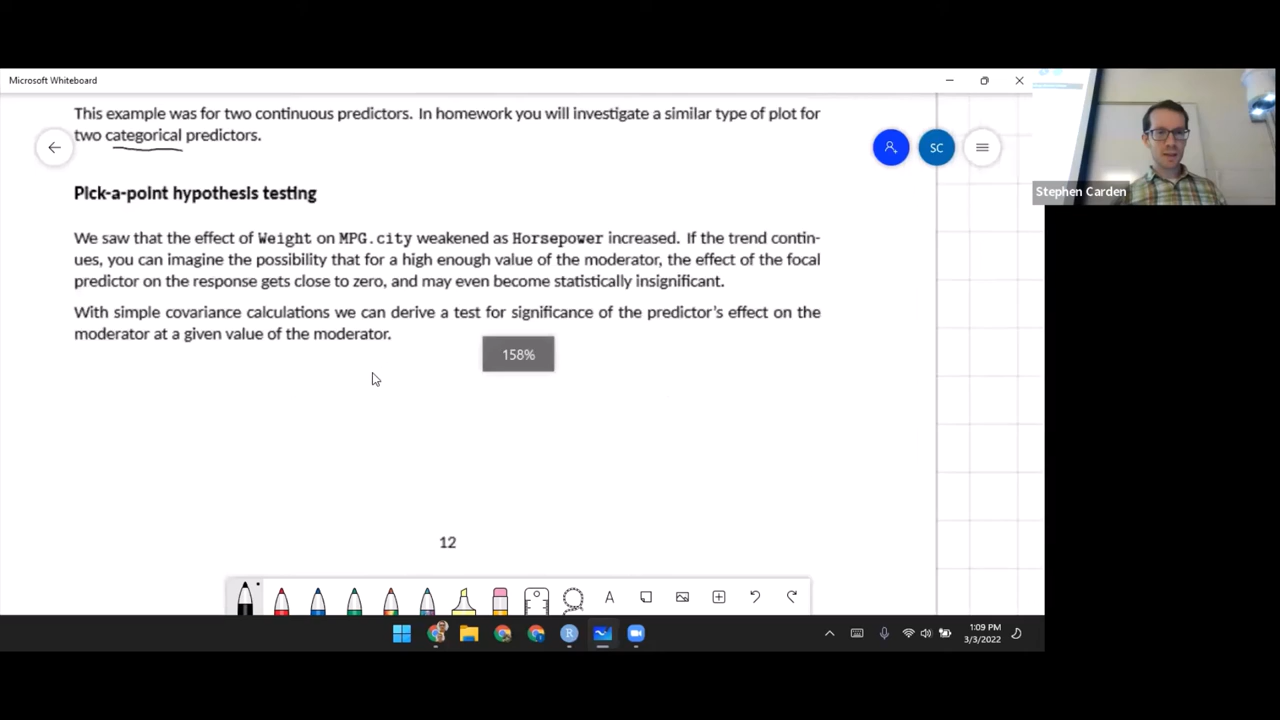 Microsoft Whiteboard
This example was for two continuous predictors. In homework you will investigate a similar type of plot for
two categorical predictors.
SC
Stephen Carden
Pick-a-point hypothesis testing
We saw that the effect of Weight on MPG.city weakened as Horsepower increased. If the trend contin-
ues, you can imagine the possibility that for a high enough value of the moderator, the effect of the focal
predictor on the response gets close to zero, and may even become statistically insignificant.
With simple covariance calculations we can derive a test for significance of the predictor's effect on the
moderator at a given value of the moderator.
158%
12
A
1:09 PM
3/3/2022